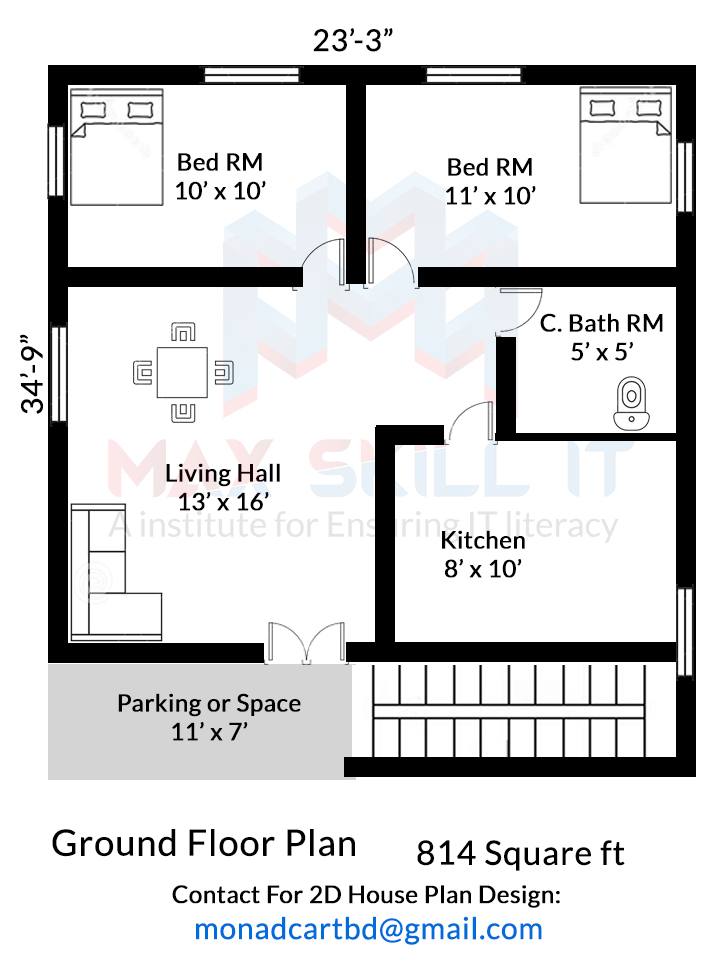 23’-3”
Bed RM
10’ x 10’
Bed RM
11’ x 10’
34’-9”
C. Bath RM
5’ x 5’
MAX SKILL IT
A institute for Ensuring IT literacy
Living Hall
13’ x 16’
Kitchen
8’ x 10’
Parking or Space
11’ x 7’
Ground Floor Plan
814 Square ft
Contact For 2D House Plan Design:
monadcartbd@gmail.com